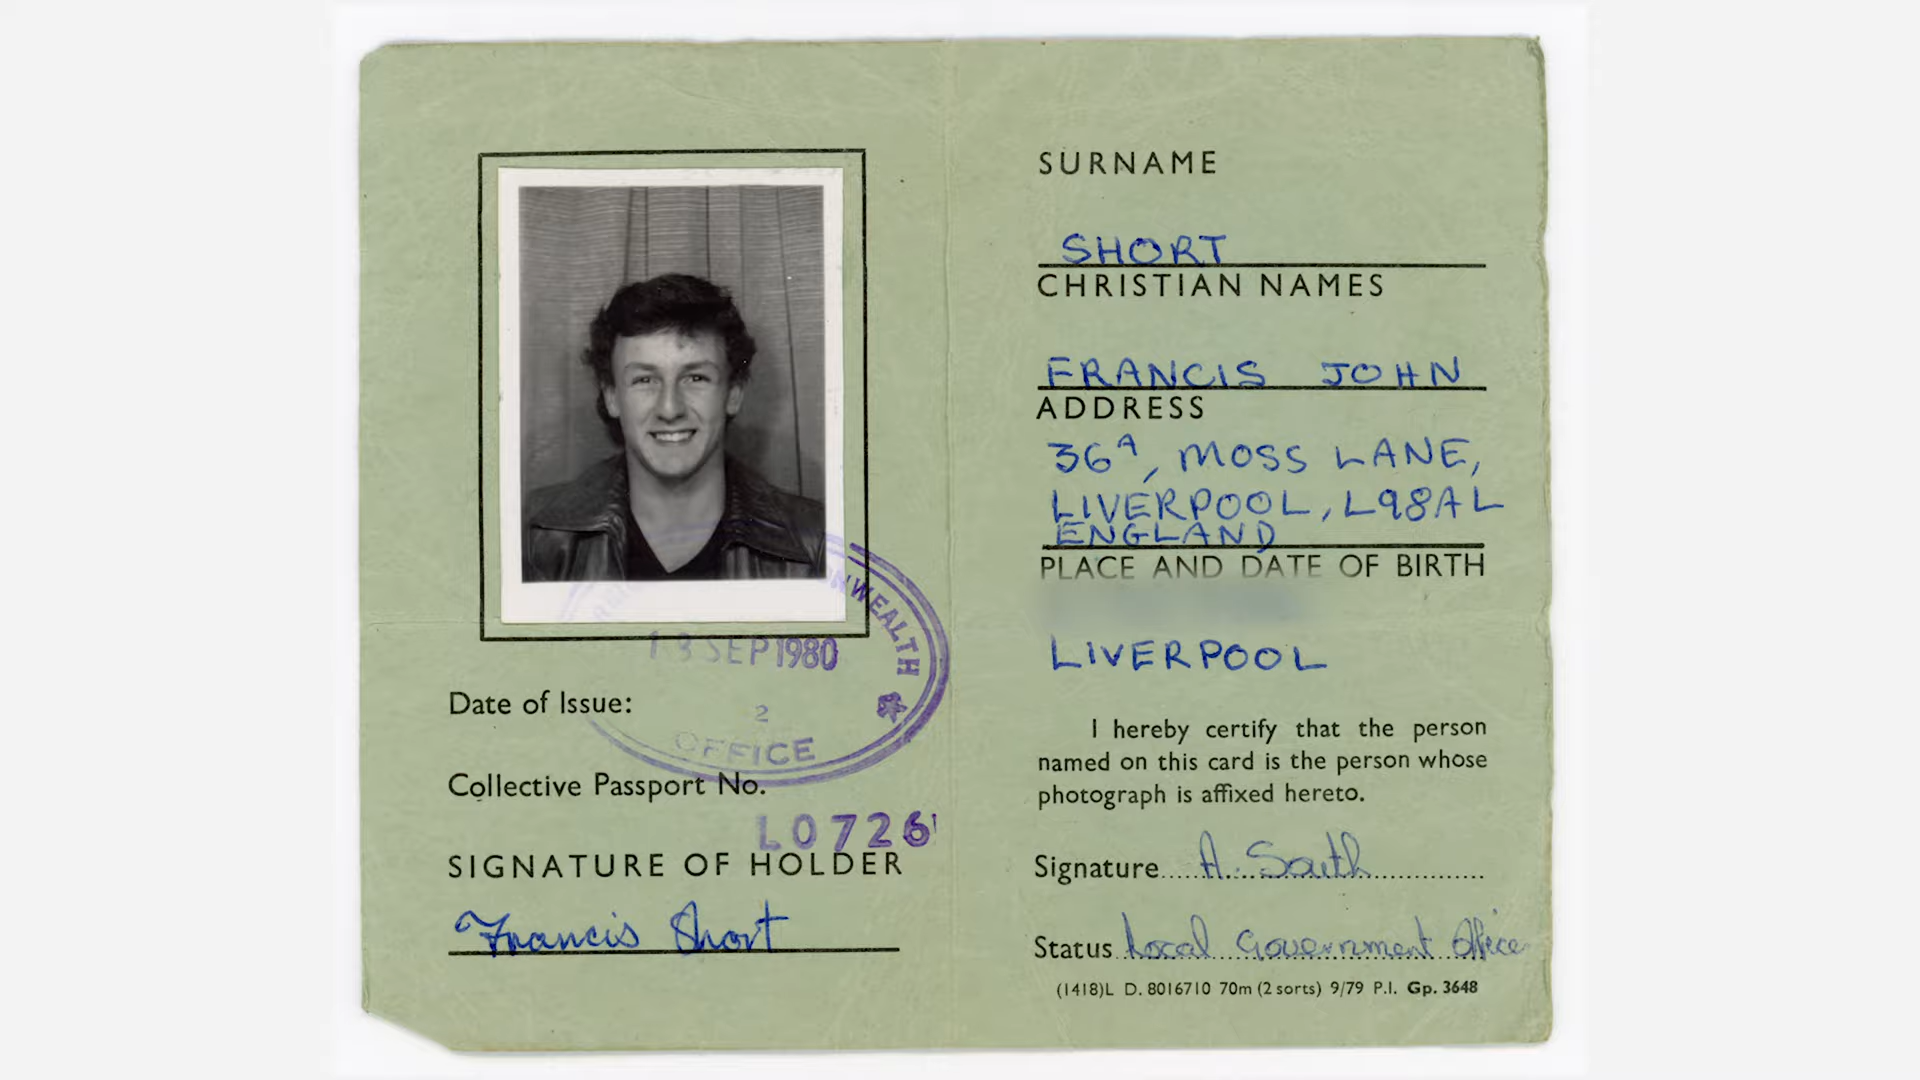 1 SEP 1980
NWEALTH
2
OFFICE
Date of Issue:
Collective Passport No.
L0726
SIGNATURE OF HOLDER
Francis Short
SURNAME
SHORT
CHRISTIAN NAMES
FRANCIS JOHN
ADDRESS
36A, MOSS LANE,
LIVERPOOL, L98AL
ENGLAND
PLACE AND DATE OF BIRTH
LIVERPOOL
I hereby certify that the person
named on this card is the person whose
photograph is affixed hereto.
Signature A.
Status Local Government Office
(1418)L D. 8016710 70m (2 sorts) 9/79 P.I. Gp. 3648